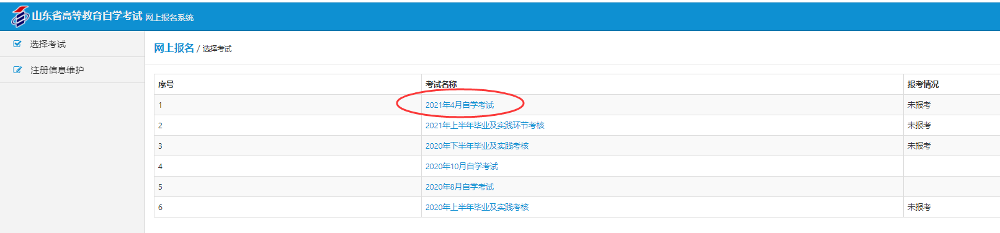 山东省高等教育自学考试 网上报名系统
选择考试
注册信息维护
网上报名 / 选择考试
序号 考试名称 报考情况
1 2021年4月自学考试 未报考
2 2021年上半年毕业及实践环节考核 未报考
3 2020年下半年毕业及实践考核 未报考
4 2020年10月自学考试
5 2020年8月自学考试
6 2020年上半年毕业及实践考核 未报考